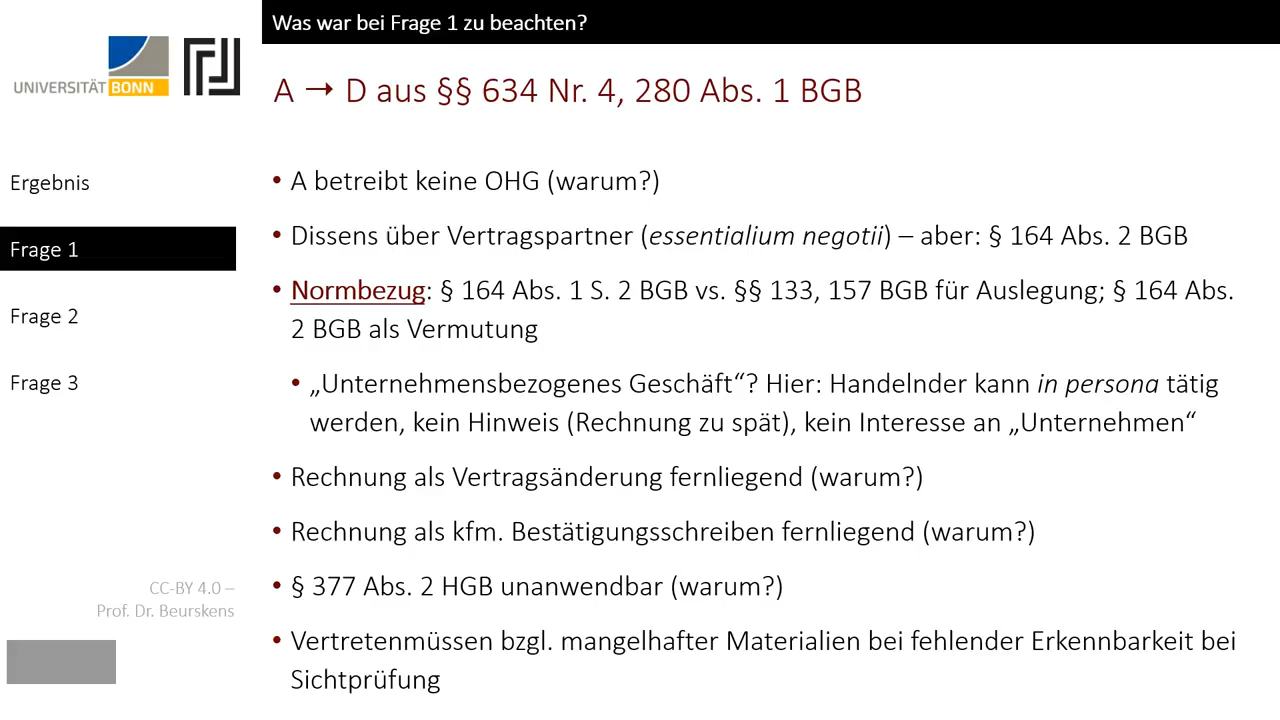 Was war bei Frage 1 zu beachten?
UNIVERSITÄT BONN
A → D aus §§ 634 Nr. 4, 280 Abs. 1 BGB
Ergebnis
Frage 1
Frage 2
Frage 3
• A betreibt keine OHG (warum?)
• Dissens über Vertragspartner (essentialium negotii) – aber: § 164 Abs. 2 BGB
• Normbezug: § 164 Abs. 1 S. 2 BGB vs. §§ 133, 157 BGB für Auslegung; § 164 Abs.
2 BGB als Vermutung
• „Unternehmensbezogenes Geschäft“? Hier: Handelnder kann in persona tätig
werden, kein Hinweis (Rechnung zu spät), kein Interesse an „Unternehmen“
• Rechnung als Vertragsänderung fernliegend (warum?)
• Rechnung als kfm. Bestätigungsschreiben fernliegend (warum?)
• § 377 Abs. 2 HGB unanwendbar (warum?)
• Vertretenmüssen bzgl. mangelhafter Materialien bei fehlender Erkennbarkeit bei
Sichtprüfung
CC-BY 4.0 –
Prof. Dr. Beurskens